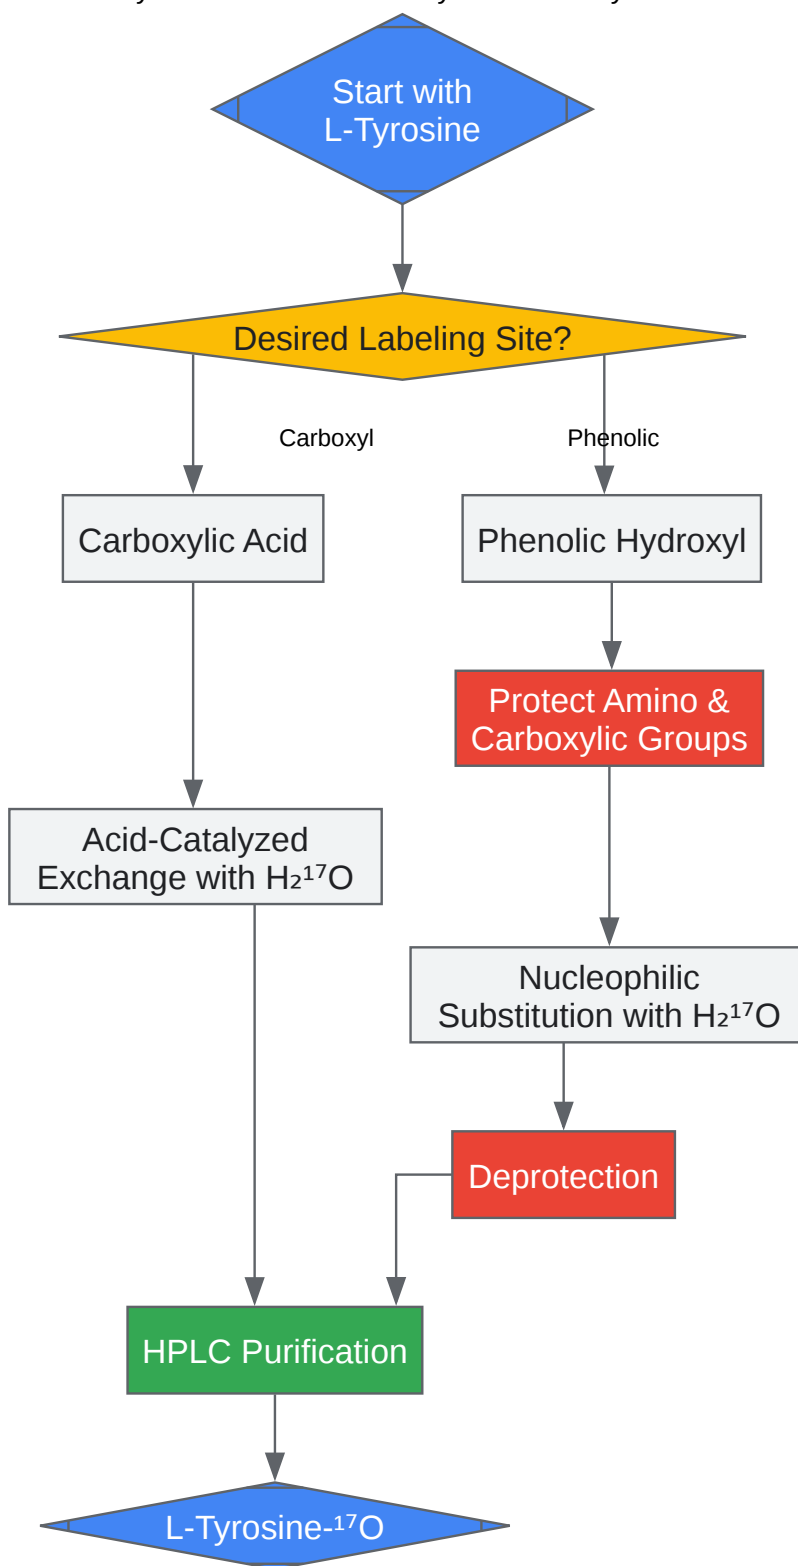 Start with
L-Tyrosine
Desired Labeling Site?
Carboxyl
Phenolic
Carboxylic Acid
Phenolic Hydroxyl
Protect Amino &
Carboxylic Groups
Acid-Catalyzed
Exchange with H₂¹⁷O
Nucleophilic
Substitution with H₂¹⁷O
Deprotection
HPLC Purification
L-Tyrosine-¹⁷O